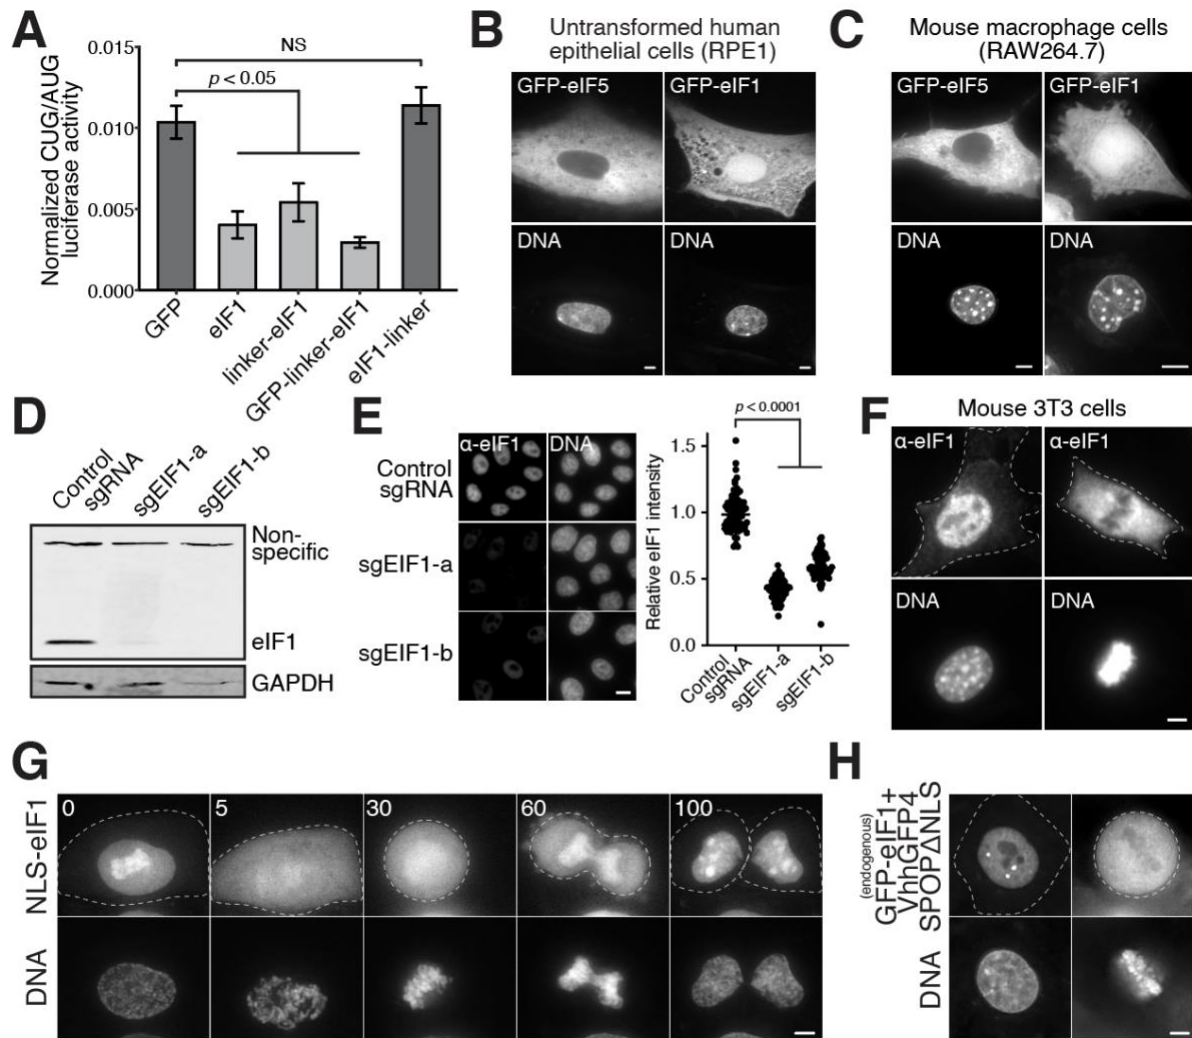 A
0.015
0.010
0.005
0.000
Normalized CUG/AUG
luciferase activity
NS
p < 0.05
GFP
eIF1
linker-eIF1
GFP-linker-eIF1
eIF1-linker
B
Untransformed human
epithelial cells (RPE1)
GFP-eIF5
GFP-eIF1
DNA
DNA
C
Mouse macrophage cells
(RAW264.7)
GFP-eIF5
GFP-eIF1
DNA
DNA
D
Control
sgRNA
sgEIF1-a
sgEIF1-b
Non-
specific
eIF1
GAPDH
E
α-eIF1
DNA
Control
sgRNA
sgEIF1-a
sgEIF1-b
p < 0.0001
1.5
1.0
0.5
0.0
Relative eIF1 intensity
Control
sgRNA
sgEIF1-a
sgEIF1-b
F
Mouse 3T3 cells
α-eIF1
α-eIF1
DNA
DNA
G
NLS-eIF1
0
5
30
60
100
DNA
H
(endogenous)
GFP-eIF1+
VhhGFP4
SPOPΔNLS
DNA